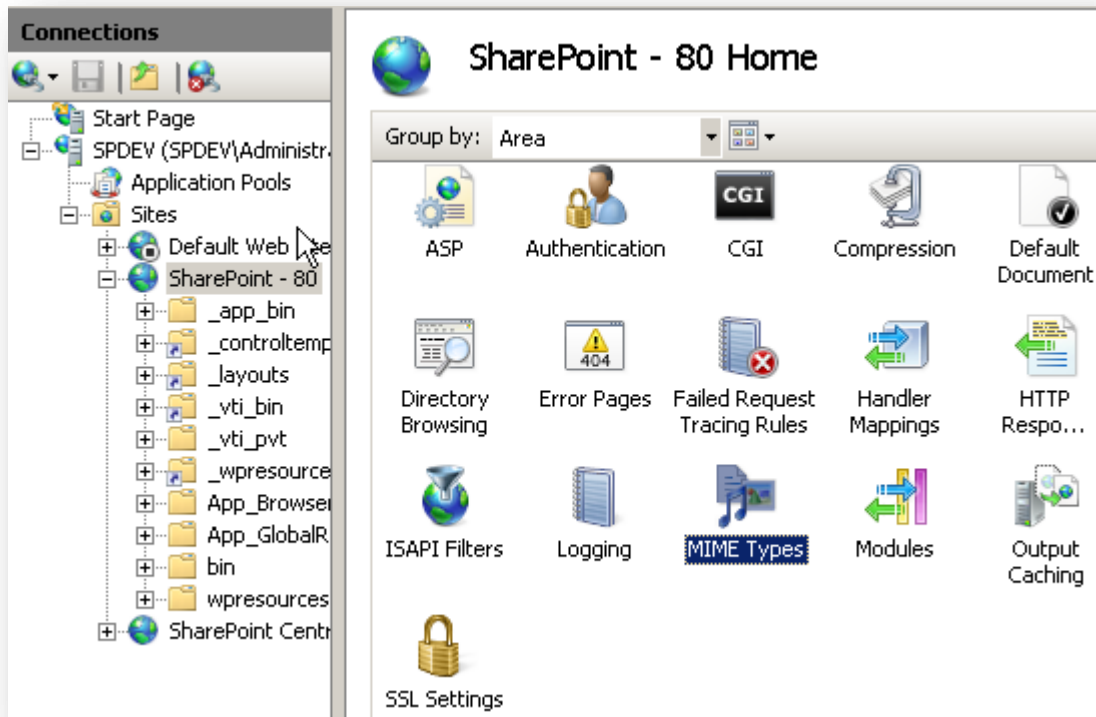 Connections
Start Page
SPDEV (SPDEV\Administr
Application Pools
Sites
Default Web
SharePoint - 80
_app_bin
_controltemp
_layouts
_vti_bin
_vti_pvt
_wpresource
App_Browser
App_GlobalR
bin
wpresources
SharePoint Centr
SharePoint - 80 Home
Group by: Area
ASP
Authentication
CGI
CGI
Compression
Default
Document
Directory
Browsing
404
Error Pages
Failed Request
Tracing Rules
Handler
Mappings
HTTP
Respo...
ISAPI Filters
Logging
MIME Types
Modules
Output
Caching
SSL Settings